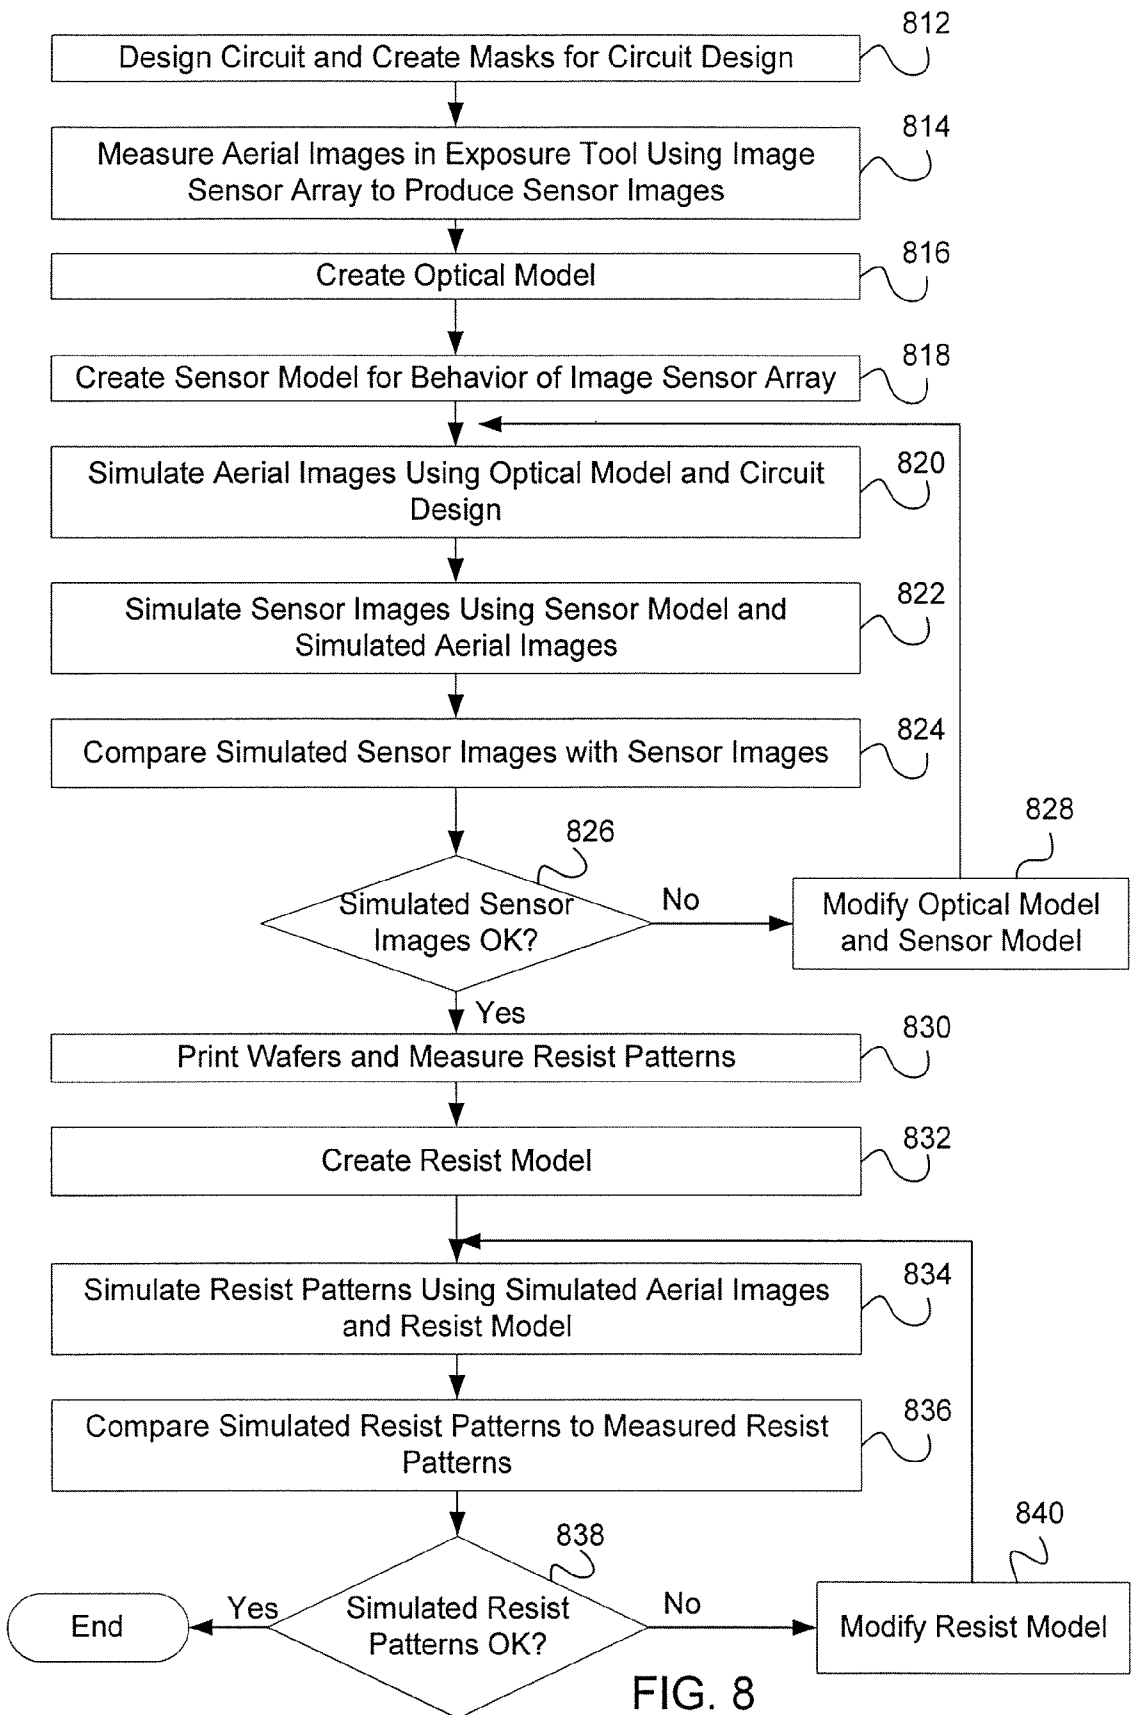 812
Design Circuit and Create Masks for Circuit Design
814
Measure Aerial Images in Exposure Tool Using Image
Sensor Array to Produce Sensor Images
816
Create Optical Model
818
Create Sensor Model for Behavior of Image Sensor Array
820
Simulate Aerial Images Using Optical Model and Circuit
Design
822
Simulate Sensor Images Using Sensor Model and
Simulated Aerial Images
824
Compare Simulated Sensor Images with Sensor Images
826
828
Simulated Sensor
Images OK?
No
Modify Optical Model
and Sensor Model
Yes
830
Print Wafers and Measure Resist Patterns
832
Create Resist Model
834
Simulate Resist Patterns Using Simulated Aerial Images
and Resist Model
836
Compare Simulated Resist Patterns to Measured Resist
Patterns
838
840
End
Yes
Simulated Resist
Patterns OK?
No
Modify Resist Model
FIG. 8